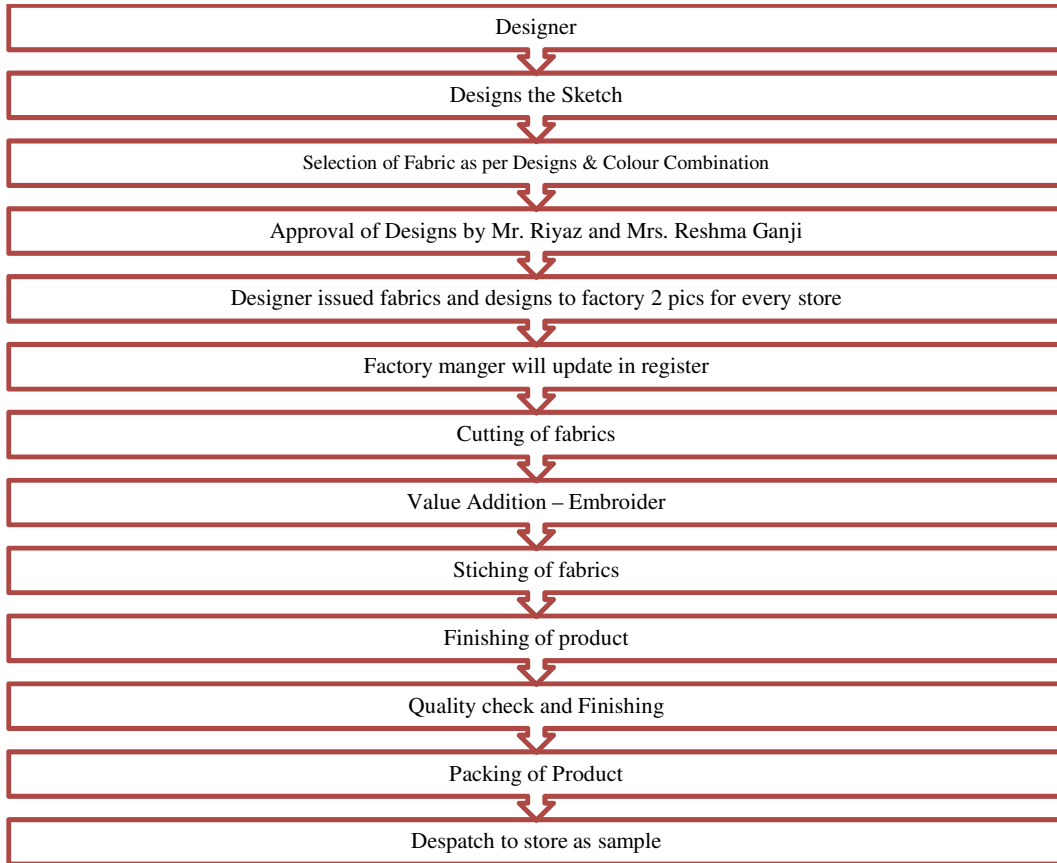 Designer
Designs the Sketch
Selection of Fabric as per Designs & Colour Combination
Approval of Designs by Mr. Riyaz and Mrs. Reshma Ganji
Designer issued fabrics and designs to factory 2 pics for every store
Factory manger will update in register
Cutting of fabrics
Value Addition – Embroider
Stiching of fabrics
Finishing of product
Quality check and Finishing
Packing of Product
Despatch to store as sample